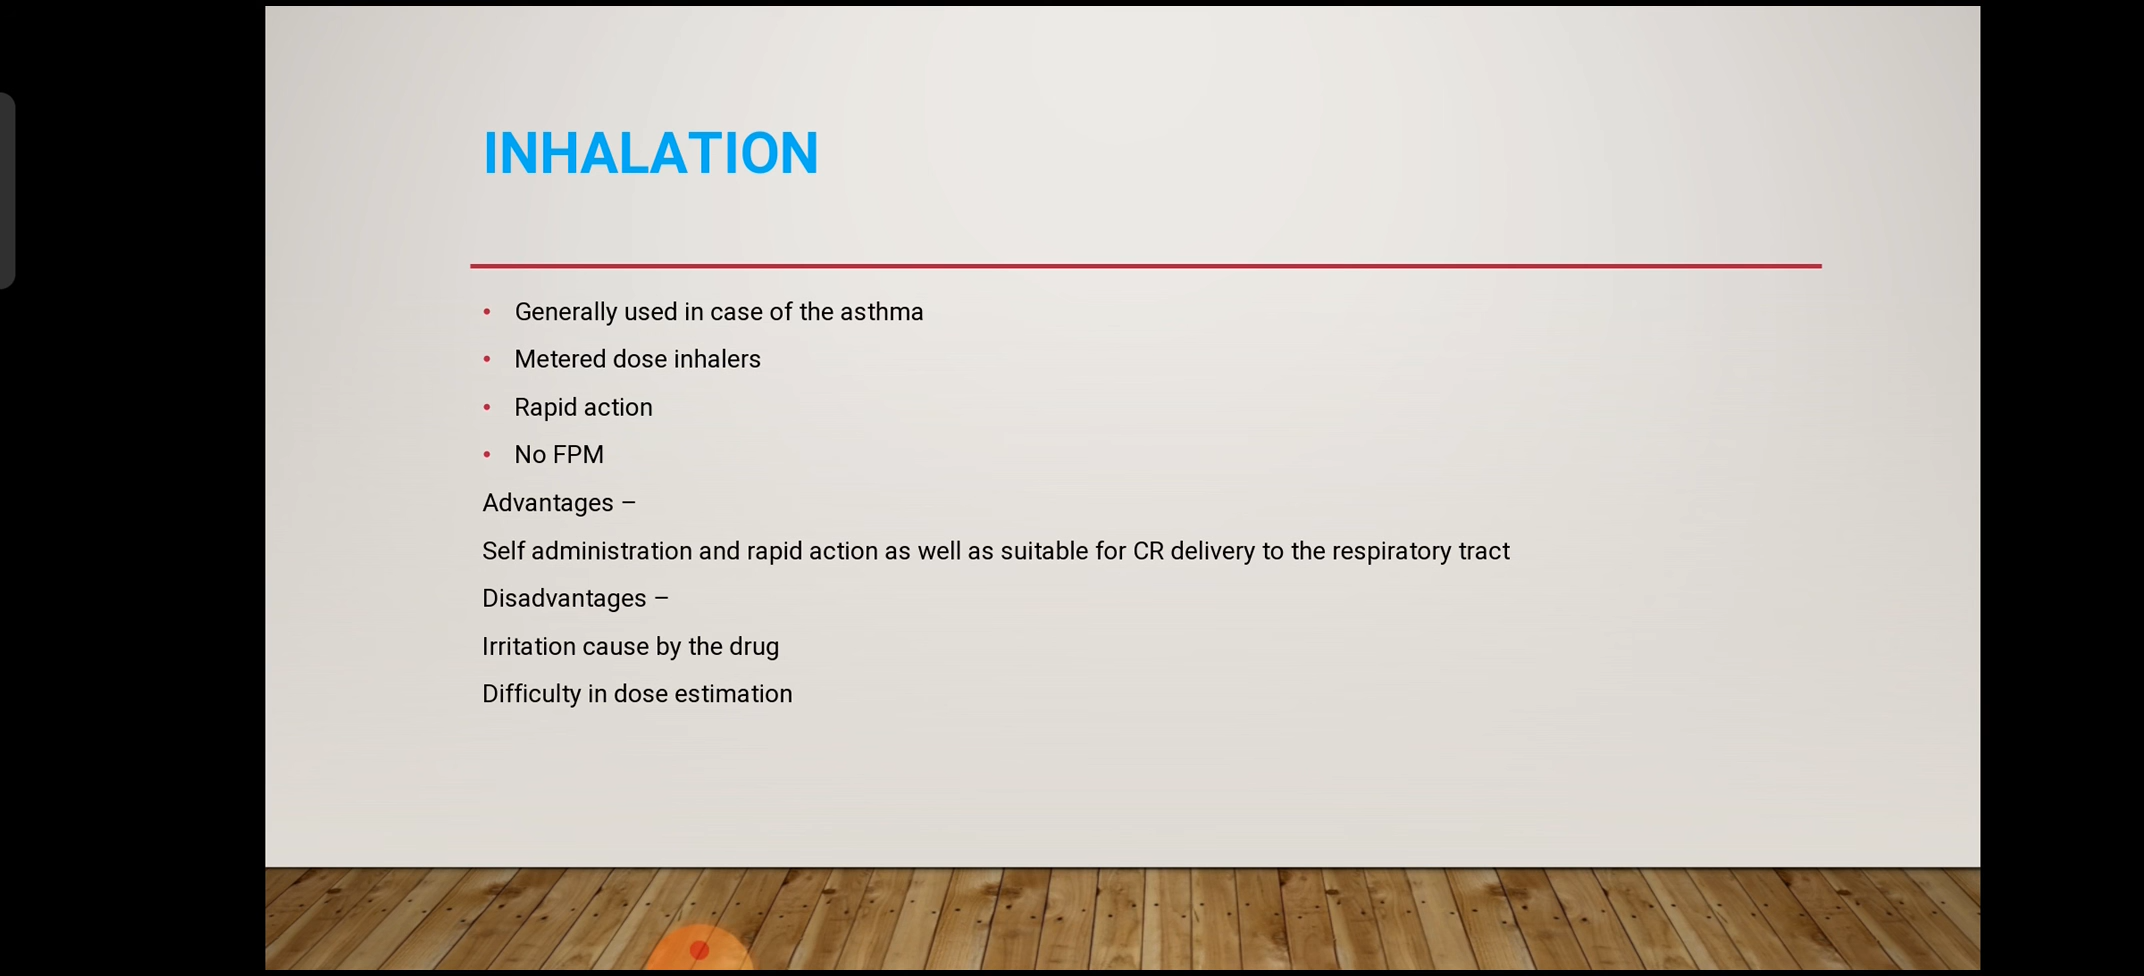 INHALATION
• Generally used in case of the asthma
• Metered dose inhalers
• Rapid action
• No FPM
Advantages –
Self administration and rapid action as well as suitable for CR delivery to the respiratory tract
Disadvantages –
Irritation cause by the drug
Difficulty in dose estimation